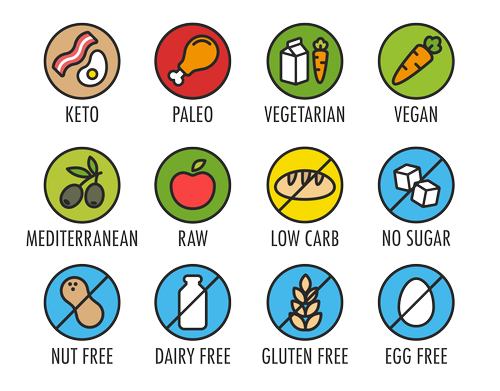 KETO
PALEO
VEGETARIAN
VEGAN
MEDITERRANEAN
RAW
LOW CARB
NO SUGAR
NUT FREE
DAIRY FREE
GLUTEN FREE
EGG FREE